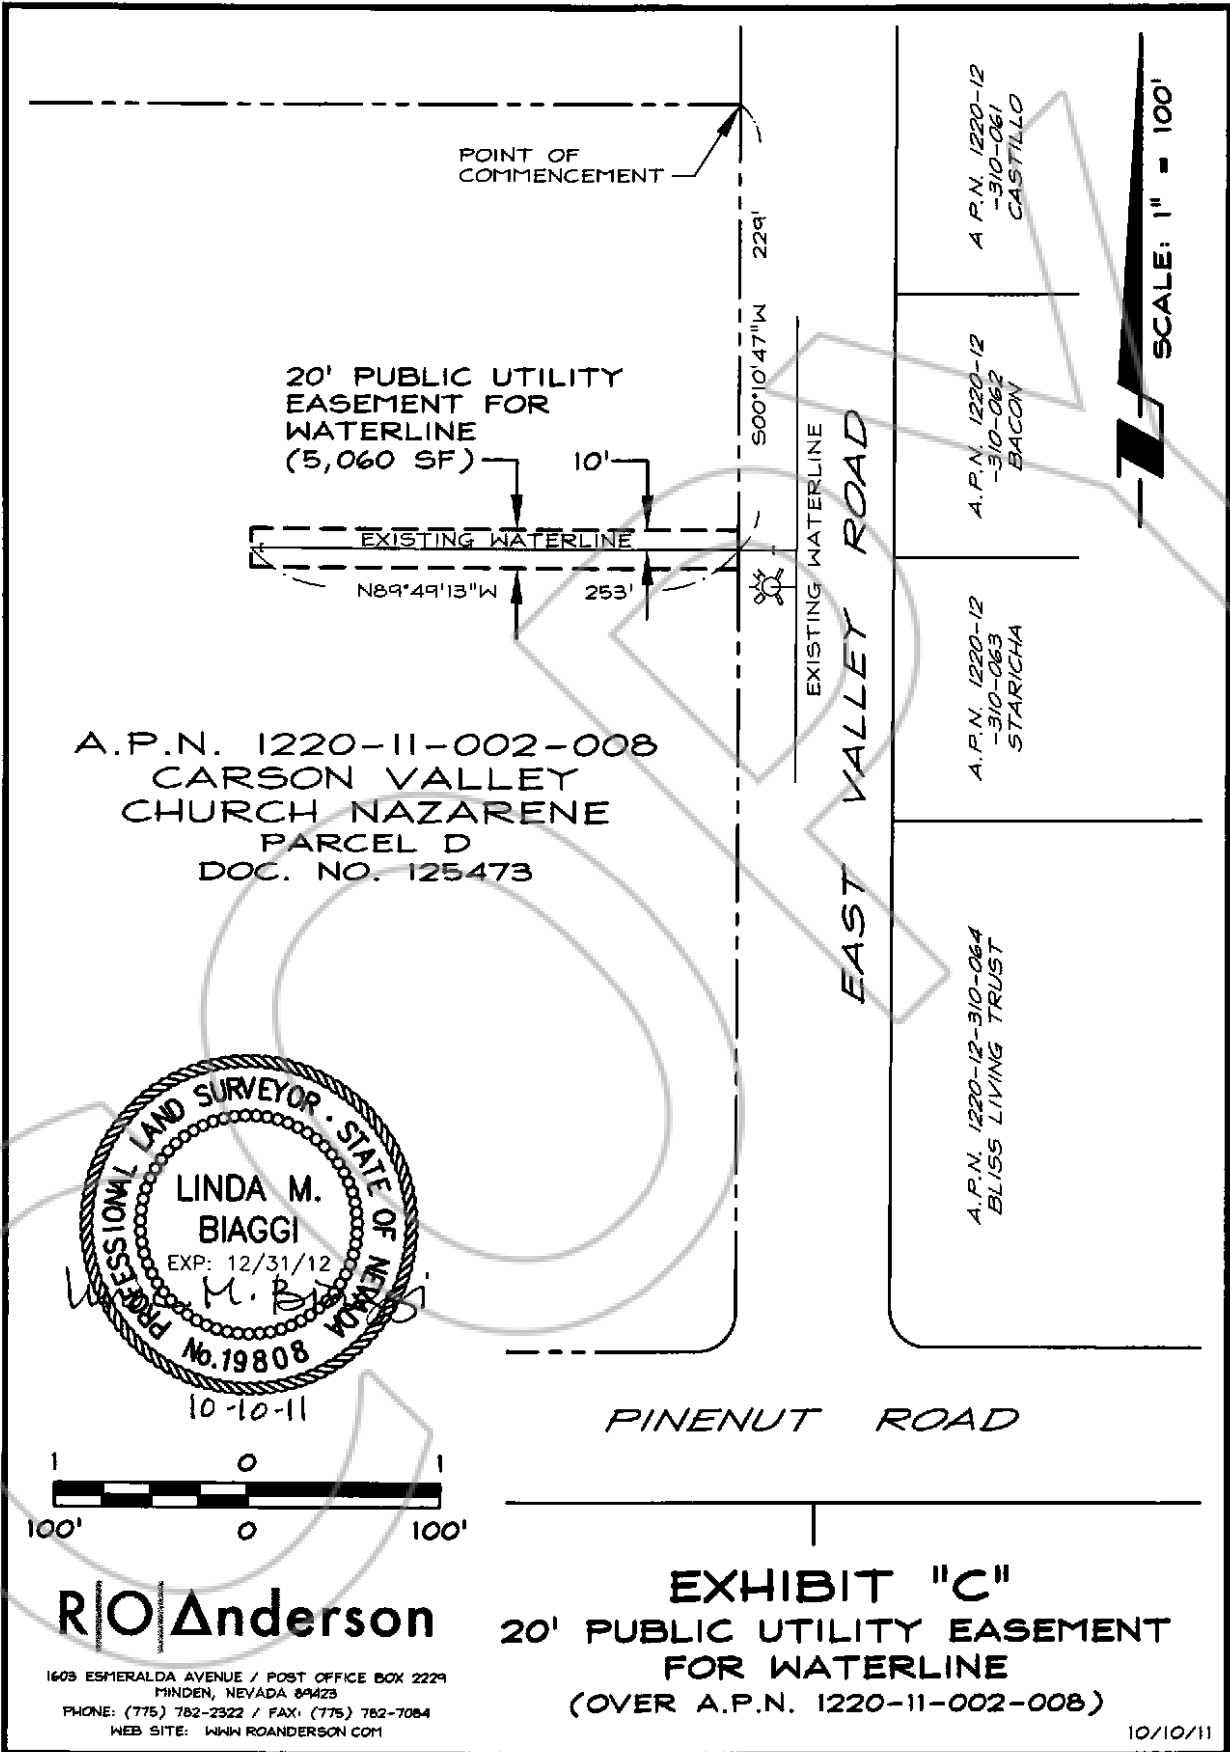 POINT OF
COMMENCEMENT
229'
S00°10'47"W
A P.N. 1220-12
-310-061
CASTILLO
SCALE: 1" = 100'
20' PUBLIC UTILITY
EASEMENT FOR
WATERLINE
(5,060 SF)
10'
EXISTING WATERLINE
N89°49'13"W 253'
EXISTING WATERLINE
EAST VALLEY ROAD
A.P.N. 1220-12
-310-062
BACON
A.P.N. 1220-12
-310-063
STARICHA
A.P.N. 1220-11-002-008
CARSON VALLEY
CHURCH NAZARENE
PARCEL D
DOC. NO. 125473
A.P.N. 1220-12-310-064
BLISS LIVING TRUST
PROFESSIONAL LAND SURVEYOR · STATE OF NEVADA
LINDA M.
BIAGGI
EXP: 12/31/12
No.19808
10-10-11
PINENUT ROAD
1 0 1
100' 0 100'
R|O|Anderson
1603 ESMERALDA AVENUE / POST OFFICE BOX 2229
MINDEN, NEVADA 89423
PHONE: (775) 782-2322 / FAX: (775) 782-7084
WEB SITE: WWW ROANDERSON COM
EXHIBIT "C"
20' PUBLIC UTILITY EASEMENT
FOR WATERLINE
(OVER A.P.N. 1220-11-002-008)
10/10/11
COPY